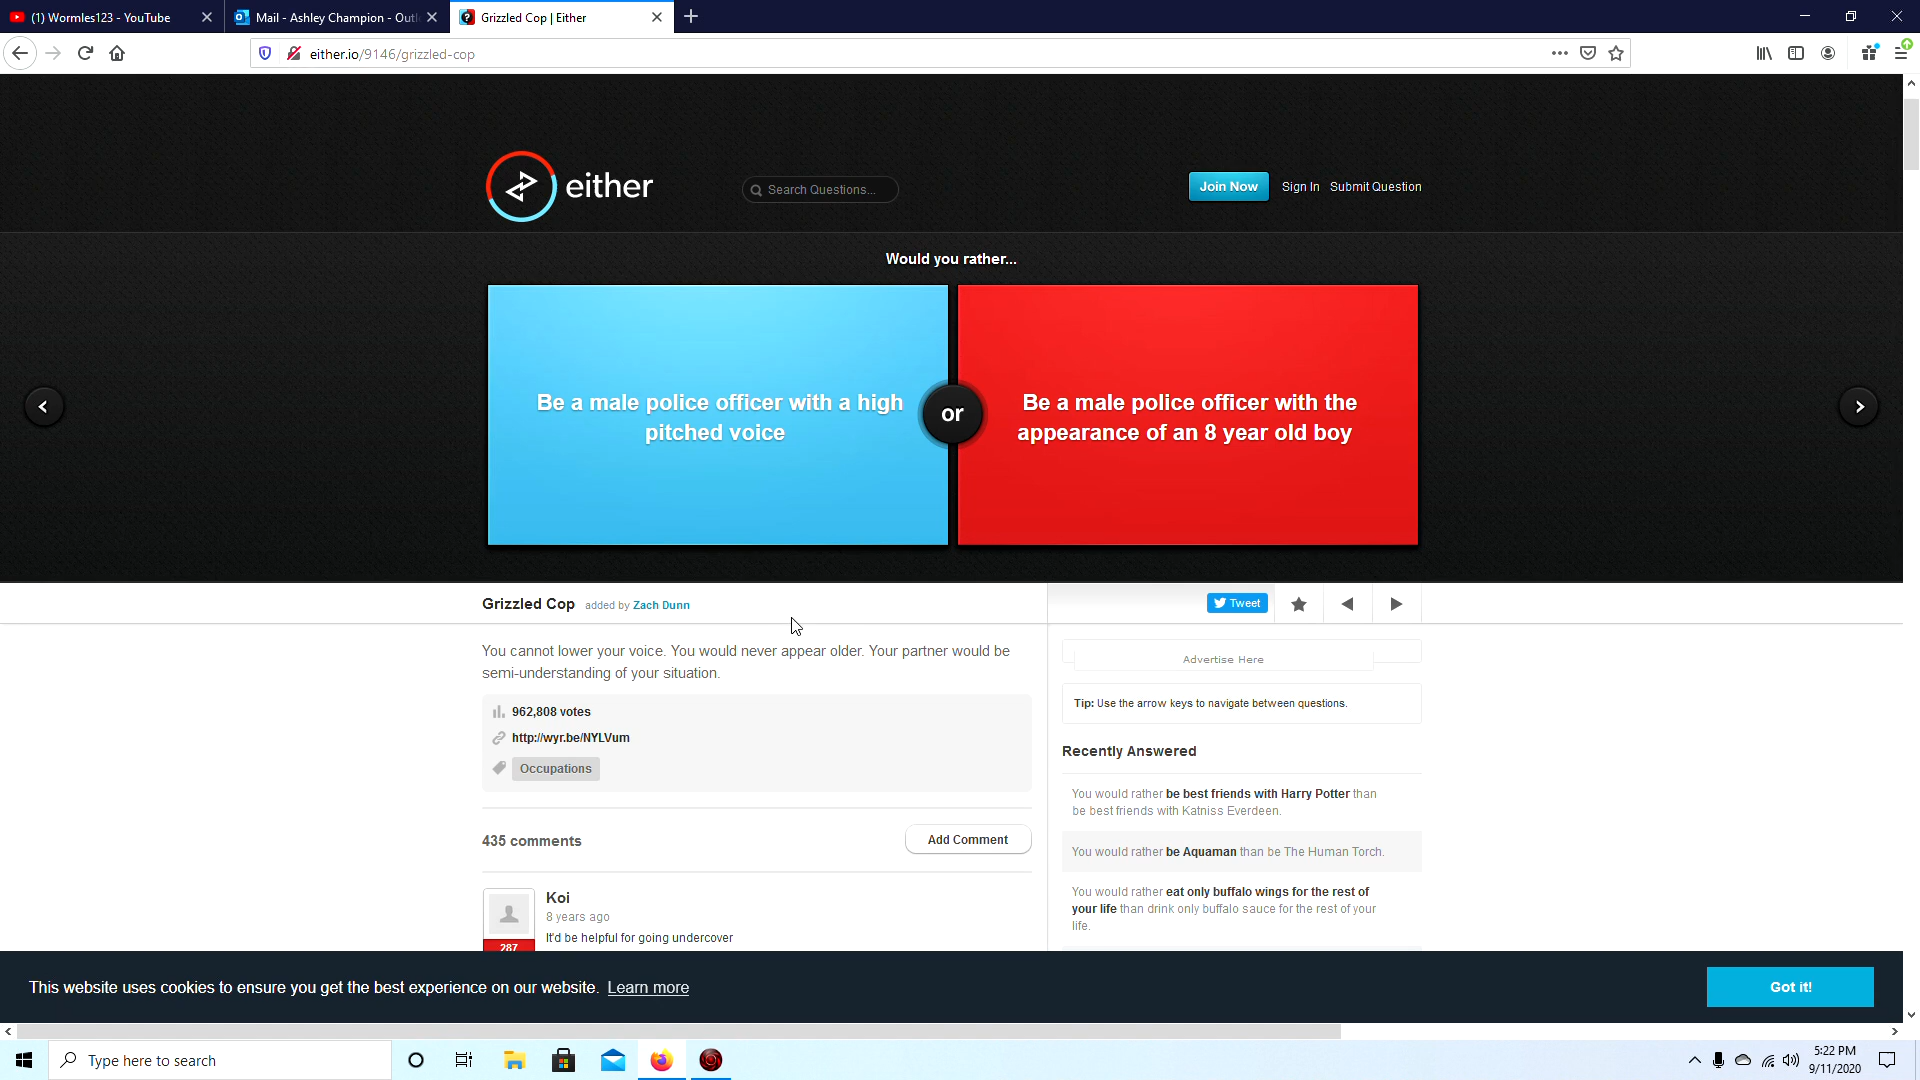 (1) Wormles123 - YouTube
Mail - Ashley Champion - Outl
Grizzled Cop | Either
either.io/9146/grizzled-cop
either
Search Questions...
Join Now
Sign In
Submit Question
Would you rather...
Be a male police officer with a high
pitched voice
or
Be a male police officer with the
appearance of an 8 year old boy
Grizzled Cop added by Zach Dunn
Tweet
You cannot lower your voice. You would never appear older. Your partner would be
semi-understanding of your situation.
962,808 votes
http://wyr.be/NYLVum
Occupations
435 comments
Add Comment
Koi
8 years ago
It'd be helpful for going undercover
287
Advertise Here
Tip: Use the arrow keys to navigate between questions.
Recently Answered
You would rather be best friends with Harry Potter than
be best friends with Katniss Everdeen.
You would rather be Aquaman than be The Human Torch.
You would rather eat only buffalo wings for the rest of
your life than drink only buffalo sauce for the rest of your
life.
This website uses cookies to ensure you get the best experience on our website. Learn more
Got it!
Type here to search
5:22 PM
9/11/2020